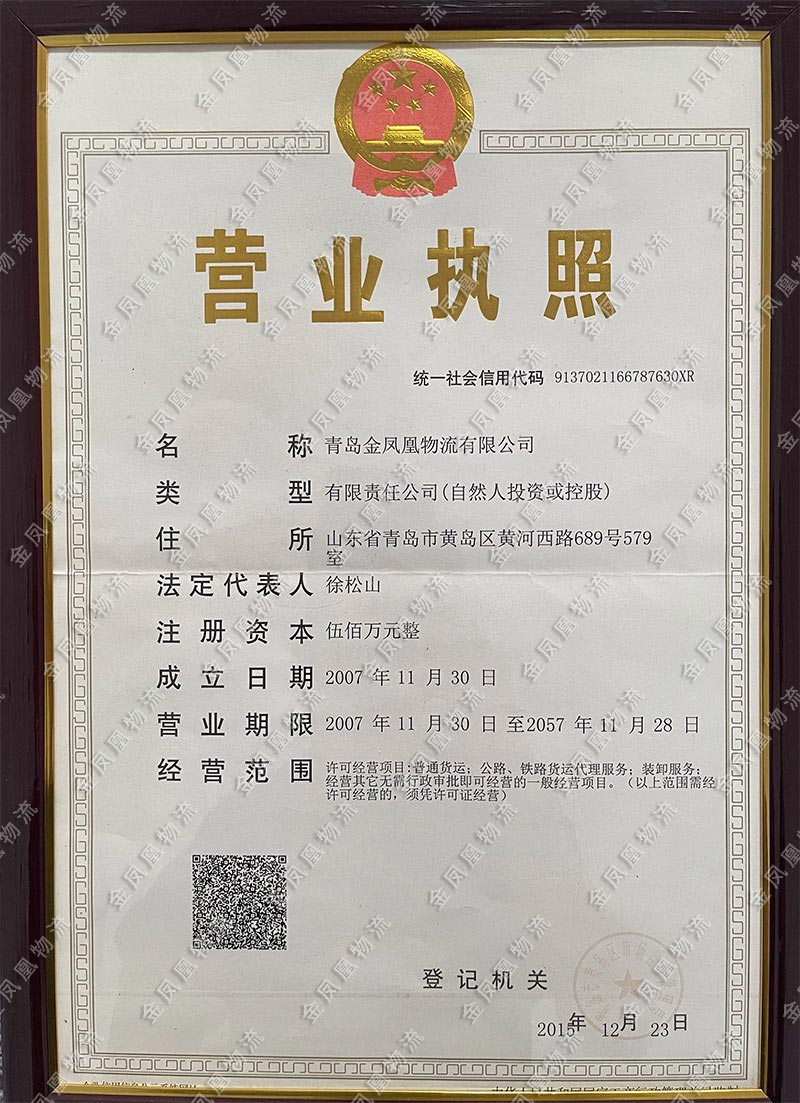 营业执照
统一社会信用代码 9137021166787630XR
名称 青岛金凤凰物流有限公司
类型 有限责任公司(自然人投资或控股)
住所 山东省青岛市黄岛区黄河西路689号579
室
法定代表人 徐松山
注册资本 伍佰万元整
成立日期 2007 年 11 月 30 日
营业期限 2007 年 11 月 30 日 至2057 年 11 月 28 日
经营范围 许可经营项目:普通货运；公路、铁路货运代理服务；装卸服务；
经营其它无需行政审批即可经营的一般经营项目。（以上范围需经
许可经营的，须凭许可证经营）
登记机关
2015年 12月 23日
金凤凰物流